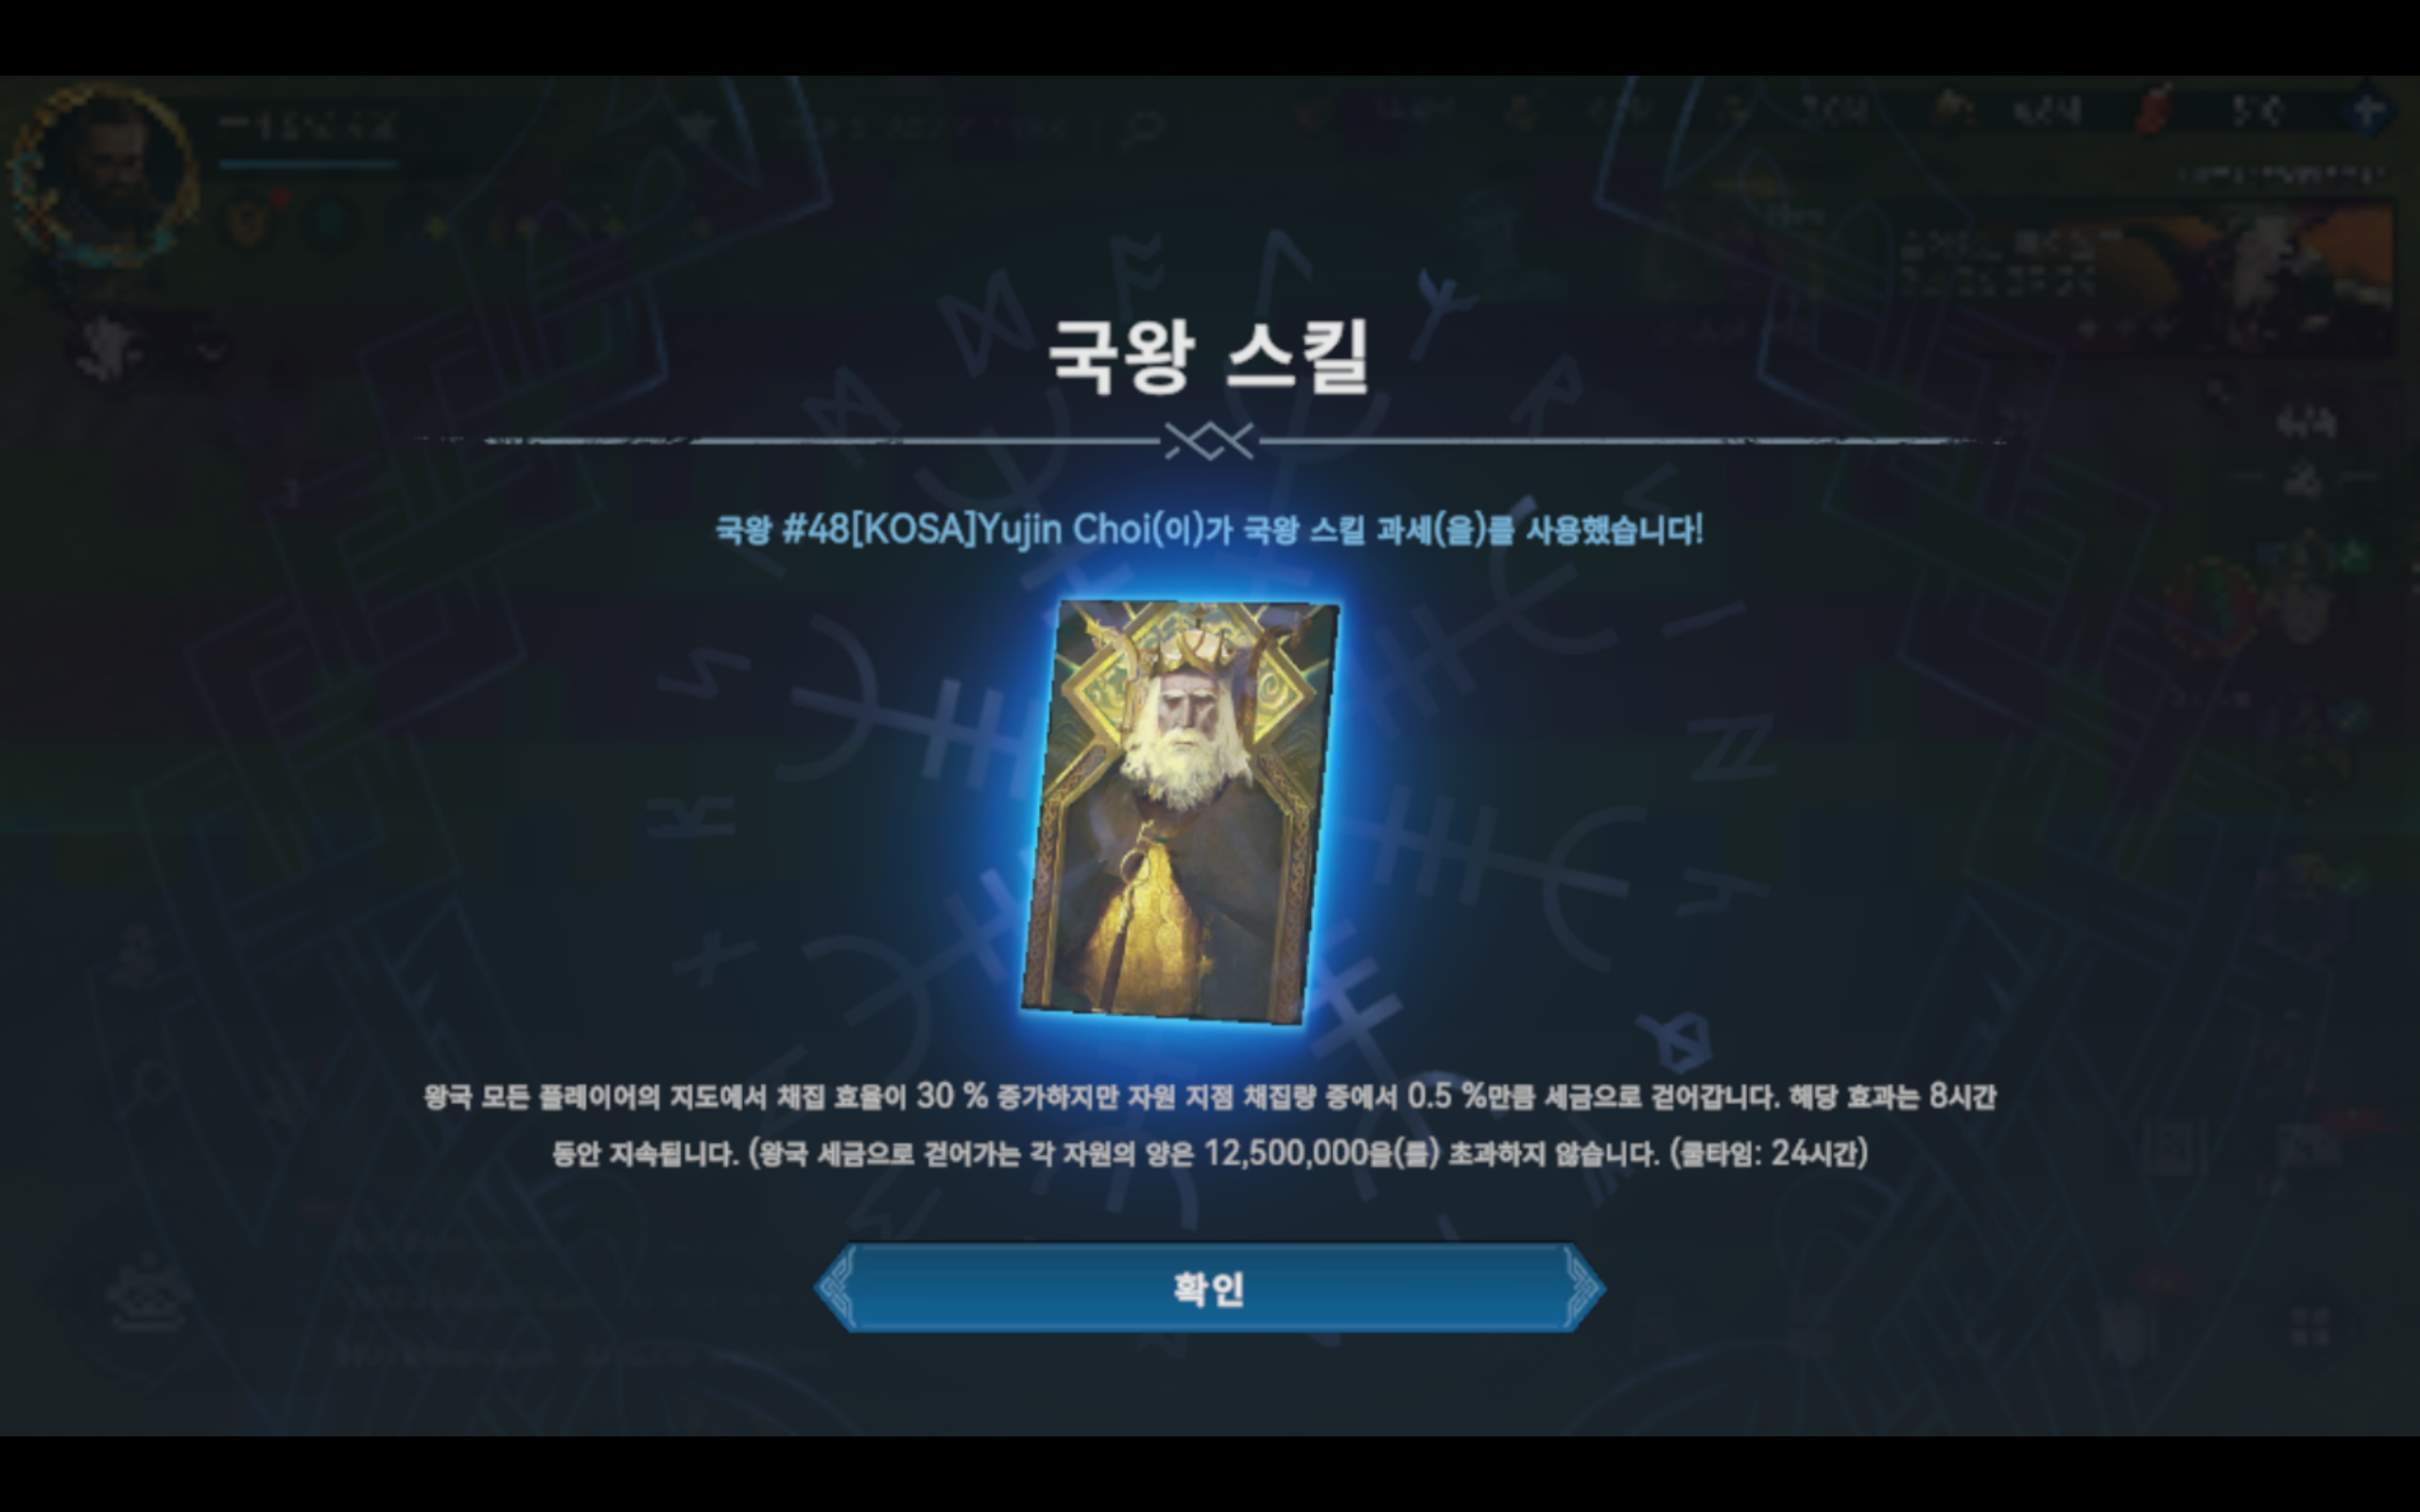 국왕 스킬
국왕 #48[KOSA]Yujin Choi(이)가 국왕 스킬 과세(을)를 사용했습니다!
왕국 모든 플레이어의 지도에서 채집 효율이 30 % 증가하지만 자원 지점 채집량 중에서 0.5 %만큼 세금으로 걷어갑니다. 해당 효과는 8시간
동안 지속됩니다. (왕국 세금으로 걷어가는 각 자원의 양은 12,500,000을(를) 초과하지 않습니다. (쿨타임: 24시간)
확인